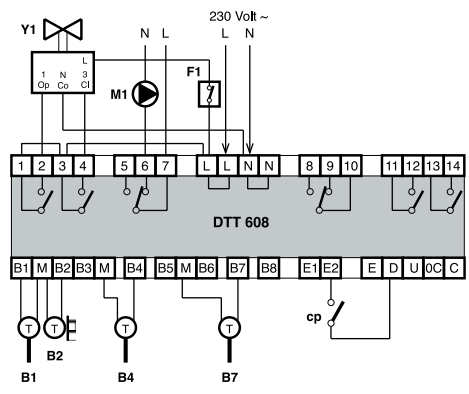 230 Volt ~
Y1 N L L N
L
1 N 3
Op Co Cl
M1
F1
1 2 3 4 5 6 7 L L N N 8 9 10 11 12 13 14
DTT 608
B1 M B2 B3 M B4 B5 M B6 B7 B8 E1 E2 E D U 0C C
cp
T T T T
B2
B1 B4 B7